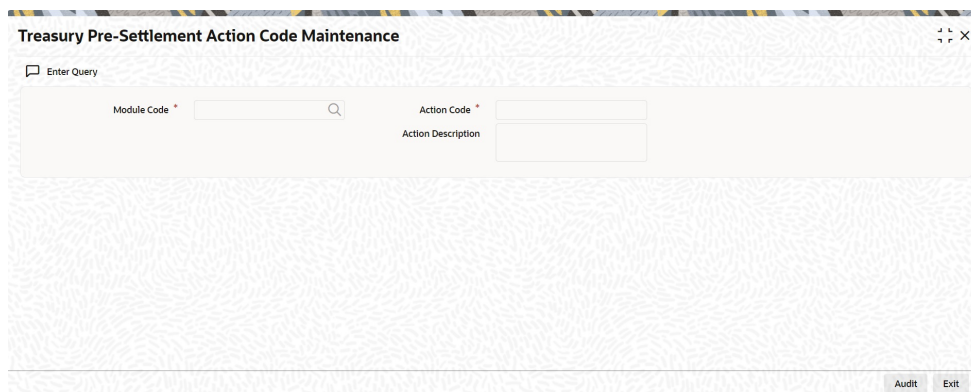 Treasury Pre-Settlement Action Code Maintenance
Enter Query
Module Code * Action Code *
Action Description
Audit Exit